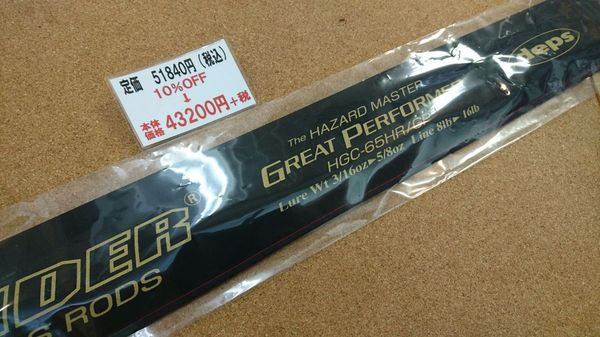 定価 51840円(税込)
10%OFF
↓
本体価格 43200円+税
deps
The HAZARD MASTER
GREAT PERFORMER
HGC-65HR/
Lure Wt 3/16oz▶5/8oz Line 8lb▶16lb
IDER®
RODS